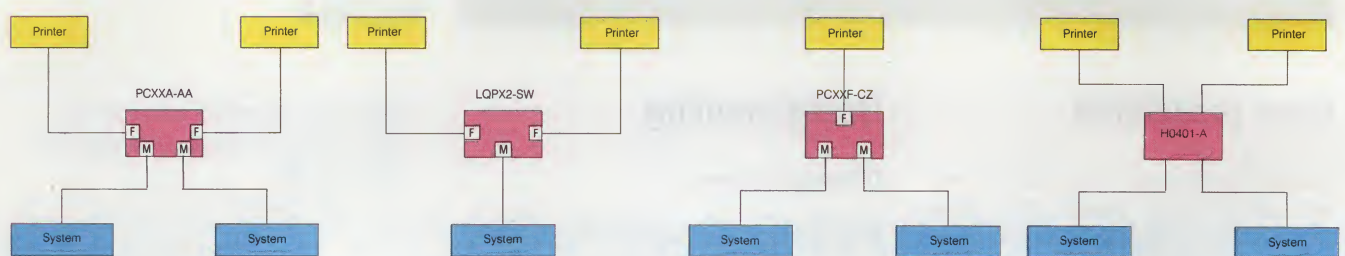 Printer
Printer
Printer
Printer
Printer
Printer
Printer
PCXXA-AA
LQPX2-SW
PCXXF-CZ
F
F
M
M
F
F
M
F
M
M
H0401-A
System
System
System
System
System
System
System